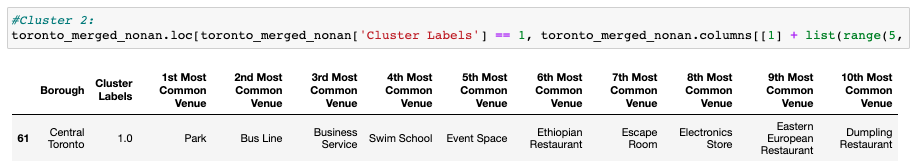 #Cluster 2:
toronto_merged_nonan.loc[toronto_merged_nonan['Cluster Labels'] == 1, toronto_merged_nonan.columns[[1] + list(range(5,
Borough Cluster Labels 1st Most Common Venue 2nd Most Common Venue 3rd Most Common Venue 4th Most Common Venue 5th Most Common Venue 6th Most Common Venue 7th Most Common Venue 8th Most Common Venue 9th Most Common Venue 10th Most Common Venue
61 Central Toronto 1.0 Park Bus Line Business Service Swim School Event Space Ethiopian Restaurant Escape Room Electronics Store Eastern European Restaurant Dumpling Restaurant